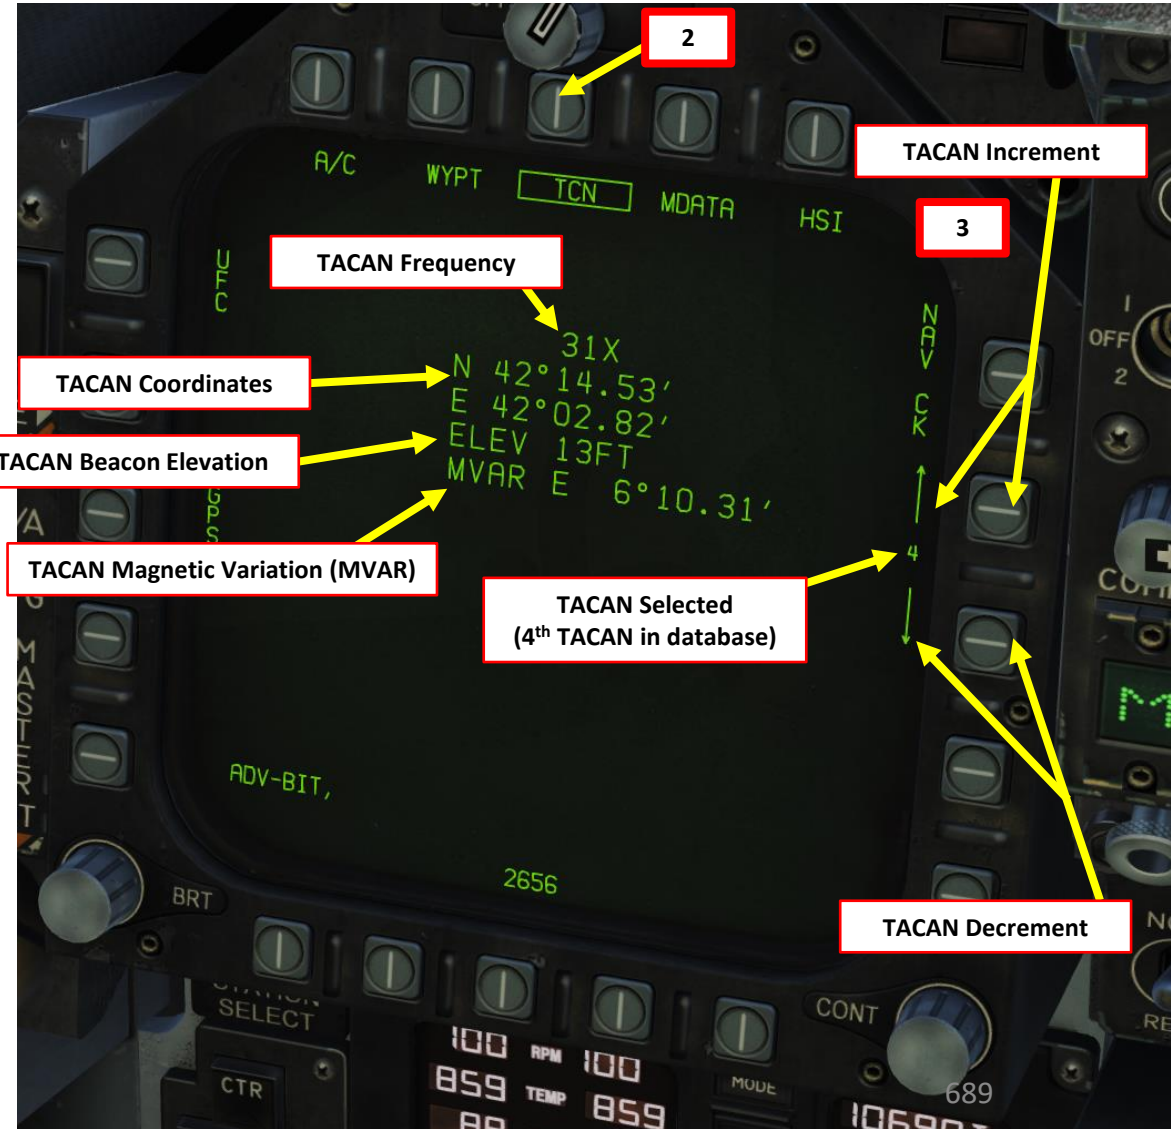 2
TACAN Increment
A/C WYPT TCN MDATA HSI
3
UFC
TACAN Frequency
NAV CK
1
OFF
2
31X
N 42°14.53′
E 42°02.82′
ELEV 13FT
MVAR E 6°10.31′
TACAN Coordinates
TACAN Beacon Elevation
GPS
4
TACAN Magnetic Variation (MVAR)
TACAN Selected
(4th TACAN in database)
ADV-BIT,
2656
BRT
TACAN Decrement
CONT
SELECT
CTR
100 RPM 100
859 TEMP 859
MODE
689